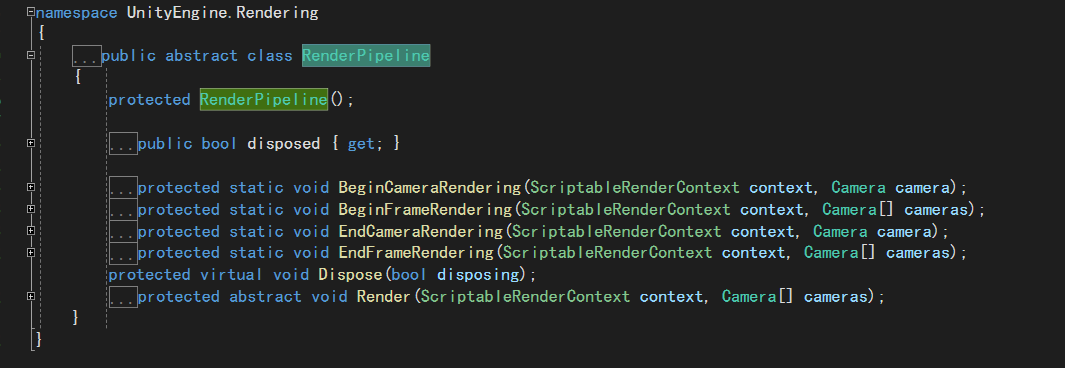 namespace UnityEngine.Rendering
{
...public abstract class RenderPipeline
{
protected RenderPipeline();
...public bool disposed { get; }
...protected static void BeginCameraRendering(ScriptableRenderContext context, Camera camera);
...protected static void BeginFrameRendering(ScriptableRenderContext context, Camera[] cameras);
...protected static void EndCameraRendering(ScriptableRenderContext context, Camera camera);
...protected static void EndFrameRendering(ScriptableRenderContext context, Camera[] cameras);
protected virtual void Dispose(bool disposing);
...protected abstract void Render(ScriptableRenderContext context, Camera[] cameras);
}
}